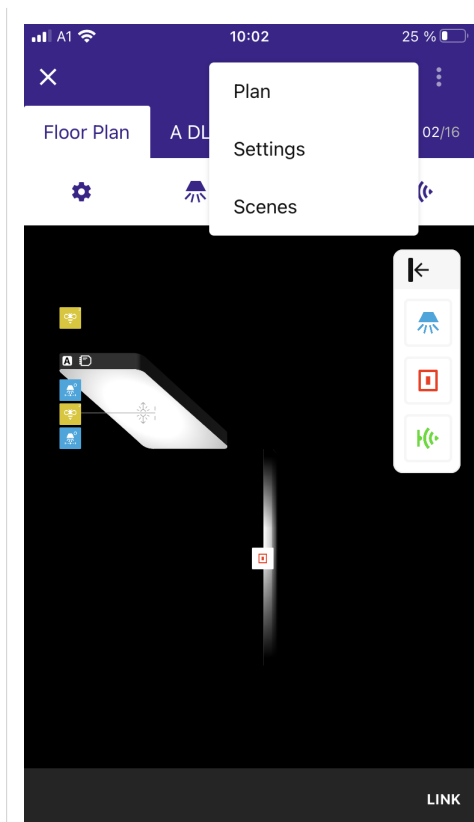 A1 10:02 25 %
Plan
Floor Plan A DL 02/16
Settings
Scenes
A
LINK